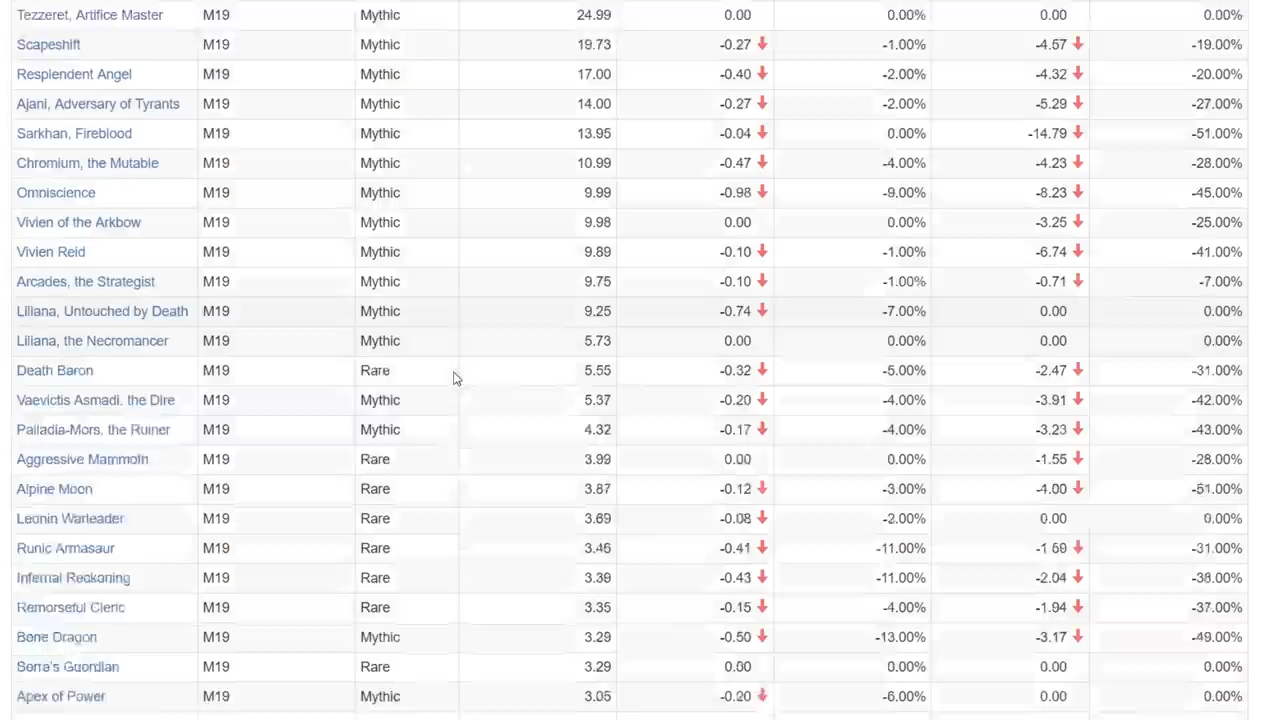 Tezzeret, Artifice Master M19 Mythic 24.99 0.00 0.00% 0.00 0.00%
Scapeshift M19 Mythic 19.73 -0.27 -1.00% -4.57 -19.00%
Resplendent Angel M19 Mythic 17.00 -0.40 -2.00% -4.32 -20.00%
Ajani, Adversary of Tyrants M19 Mythic 14.00 -0.27 -2.00% -5.29 -27.00%
Sarkhan, Fireblood M19 Mythic 13.95 -0.04 0.00% -14.79 -51.00%
Chromium, the Mutable M19 Mythic 10.99 -0.47 -4.00% -4.23 -28.00%
Omniscience M19 Mythic 9.99 -0.98 -9.00% -8.23 -45.00%
Vivien of the Arkbow M19 Mythic 9.98 0.00 0.00% -3.25 -25.00%
Vivien Reid M19 Mythic 9.89 -0.10 -1.00% -6.74 -41.00%
Arcades, the Strategist M19 Mythic 9.75 -0.10 -1.00% -0.71 -7.00%
Liliana, Untouched by Death M19 Mythic 9.25 -0.74 -7.00% 0.00 0.00%
Liliana, the Necromancer M19 Mythic 5.73 0.00 0.00% 0.00 0.00%
Death Baron M19 Rare 5.55 -0.32 -5.00% -2.47 -31.00%
Vaevictis Asmadi, the Dire M19 Mythic 5.37 -0.20 -4.00% -3.91 -42.00%
Palladia-Mors, the Ruiner M19 Mythic 4.32 -0.17 -4.00% -3.23 -43.00%
Aggressive Mammoth M19 Rare 3.99 0.00 0.00% -1.55 -28.00%
Alpine Moon M19 Rare 3.87 -0.12 -3.00% -4.00 -51.00%
Leonin Warleader M19 Rare 3.69 -0.08 -2.00% 0.00 0.00%
Runic Armasaur M19 Rare 3.46 -0.41 -11.00% -1.59 -31.00%
Infernal Reckoning M19 Rare 3.39 -0.43 -11.00% -2.04 -38.00%
Remorseful Cleric M19 Rare 3.35 -0.15 -4.00% -1.94 -37.00%
Bone Dragon M19 Mythic 3.29 -0.50 -13.00% -3.17 -49.00%
Serra's Guardian M19 Rare 3.29 0.00 0.00% 0.00 0.00%
Apex of Power M19 Mythic 3.05 -0.20 -6.00% 0.00 0.00%